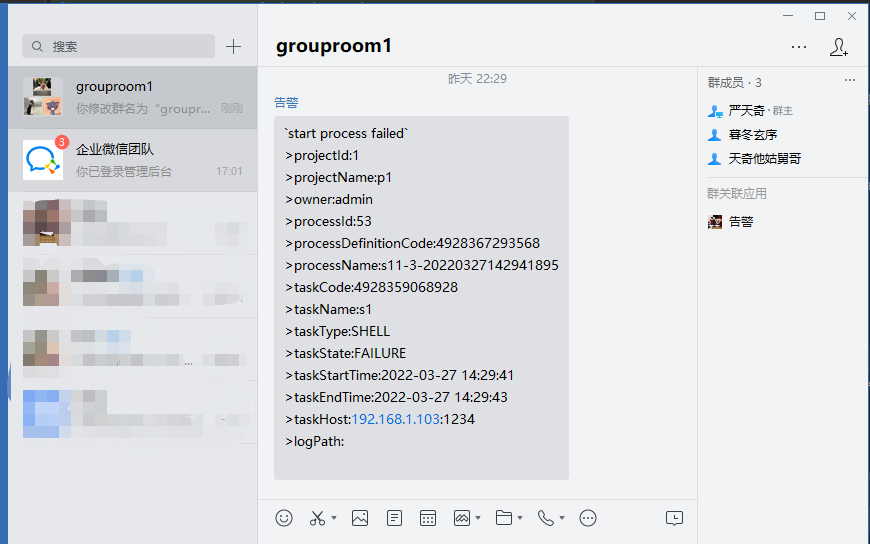 搜索
grouproom1
你修改群名为“groupr...
刚刚
3
企业微信团队
你已登录管理后台
17:01
...
grouproom1
昨天 22:29
告警
`start process failed`
>projectId:1
>projectName:p1
>owner:admin
>processId:53
>processDefinitionCode:4928367293568
>processName:s11-3-20220327142941895
>taskCode:4928359068928
>taskName:s1
>taskType:SHELL
>taskState:FAILURE
>taskStartTime:2022-03-27 14:29:41
>taskEndTime:2022-03-27 14:29:43
>taskHost:192.168.1.103:1234
>logPath:
群成员 · 3
严天奇 · 群主
暮冬玄序
天奇他姑舅哥
群关联应用
告警